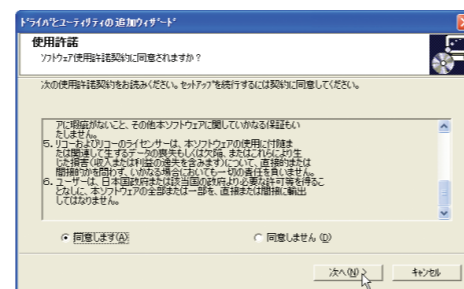 ドライバとユーティリティの追加ウィザード
使用許諾
ソフトウェア使用許諾契約に同意されますか?
次の使用許諾契約をお読みください。セットアップを続行するには契約に同意してください。
アに瑕疵がないこと、その他本ソフトウェアに関していかなる保証もい
たしません。
5. リコーおよびリコーのライセンサーは、本ソフトウェアの使用に付随ま
たは関連して生ずるデータの喪失もしくは欠陥、またはこれらにより生
じた損害(収入または利益の逸失を含みます)について、直接的または
間接的かを問わず、いかなる場合においても一切の責任を負いません。
6. ユーザーは、日本国政府または該当国の政府より必要な許可等を得るこ
となしに、本ソフトウェアの全部または一部を、直接または間接に輸出
してはなりません。
同意します(A)
同意しません (D)
次へ(N) >
キャンセル